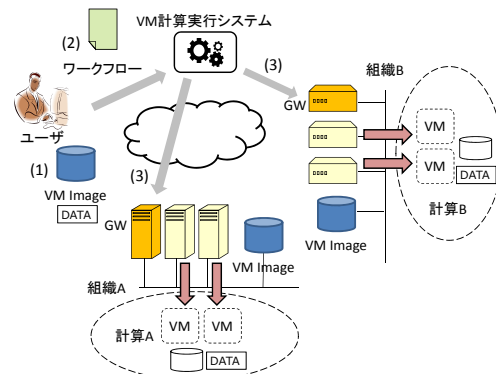 VM計算実行システム
(2)
ワークフロー
(3)
組織B
GW
ユーザ
VM
VM
DATA
(1)
VM Image
DATA
(3)
計算B
VM Image
GW
VM Image
組織A
計算A
VM
VM
DATA